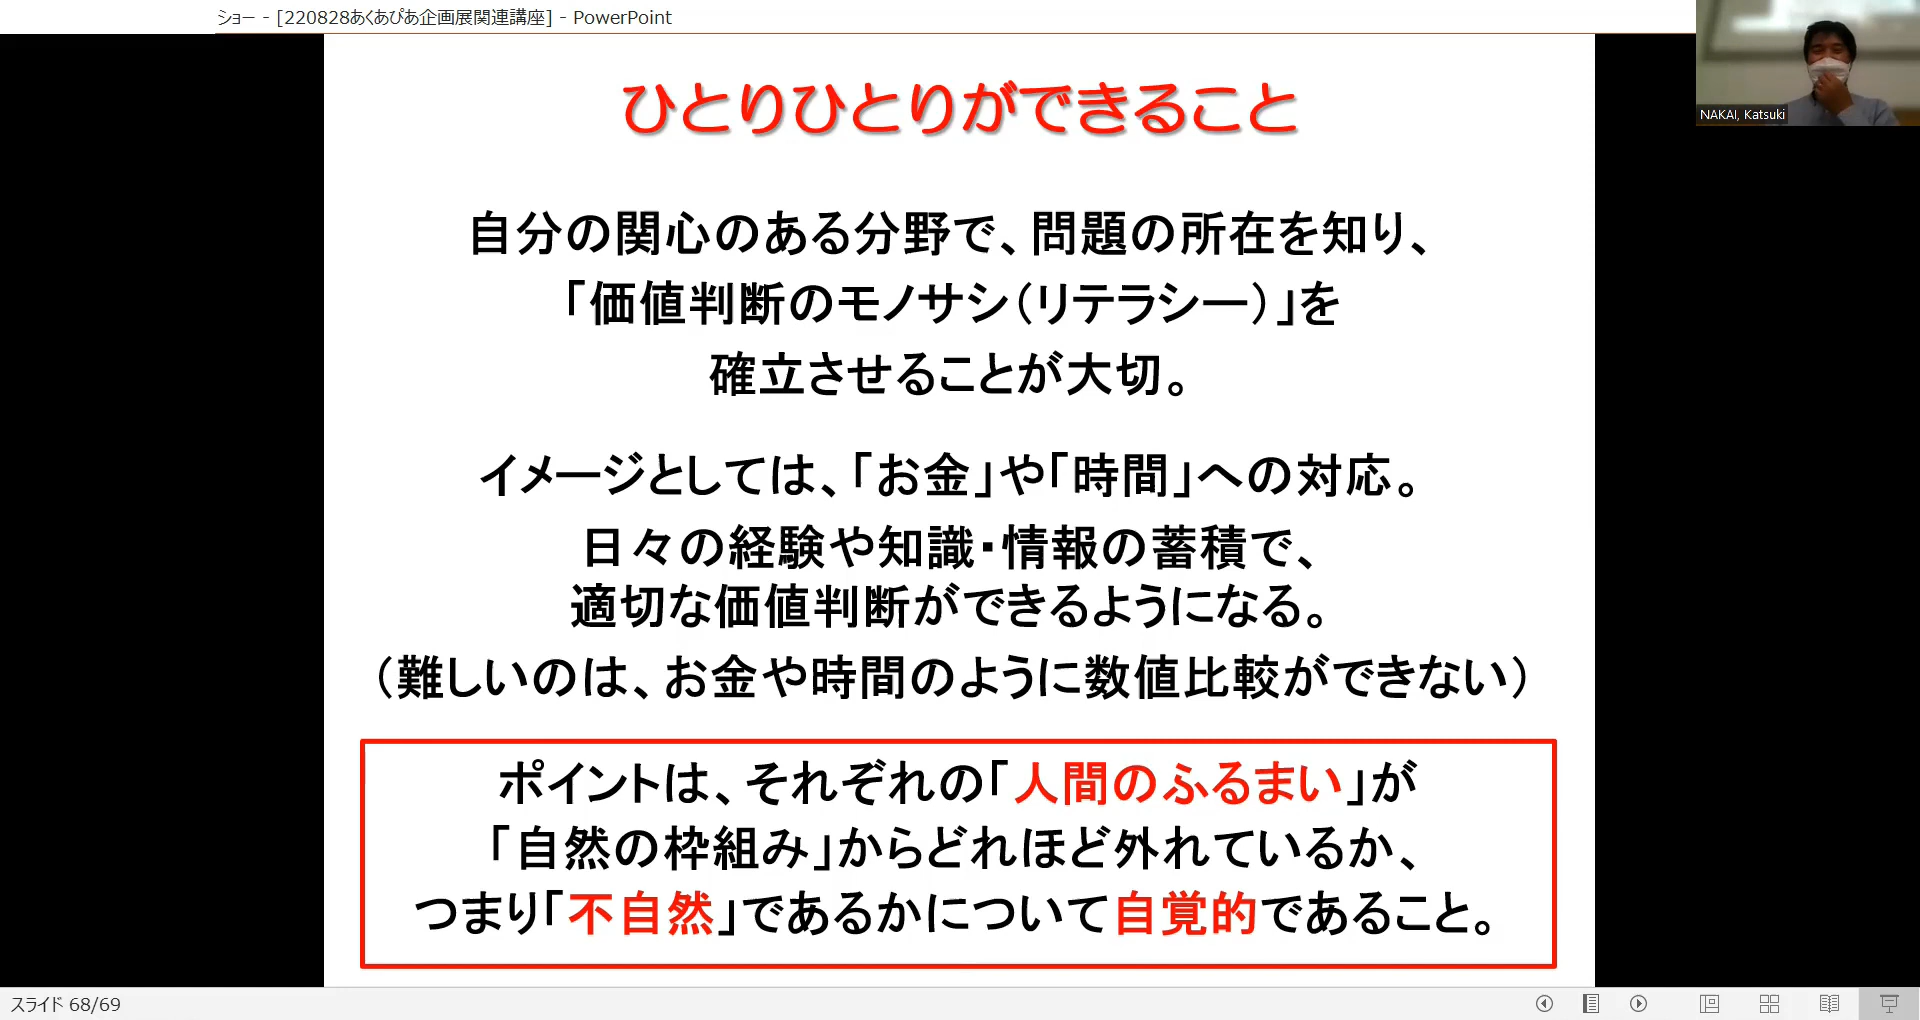 ショー - [220828あくあぴあ企画展関連講座] - PowerPoint
NAKAI, Katsuki
ひとりひとりができること
自分の関心のある分野で、問題の所在を知り、
「価値判断のモノサシ（リテラシー）」を
確立させることが大切。
イメージとしては、「お金」や「時間」への対応。
日々の経験や知識・情報の蓄積で、
適切な価値判断ができるようになる。
（難しいのは、お金や時間のように数値比較ができない）
ポイントは、それぞれの「人間のふるまい」が
「自然の枠組み」からどれほど外れているか、
つまり「不自然」であるかについて自覚的であること。
スライド 68/69